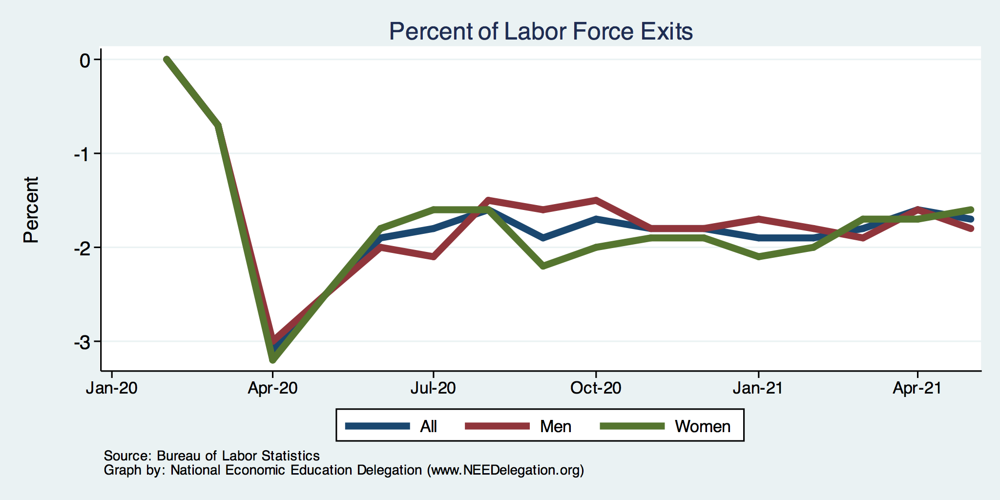 Percent of Labor Force Exits
0
-1
-2
-3
Percent
Jan-20 Apr-20 Jul-20 Oct-20 Jan-21 Apr-21
All Men Women
Source: Bureau of Labor Statistics
Graph by: National Economic Education Delegation (www.NEEDelegation.org)